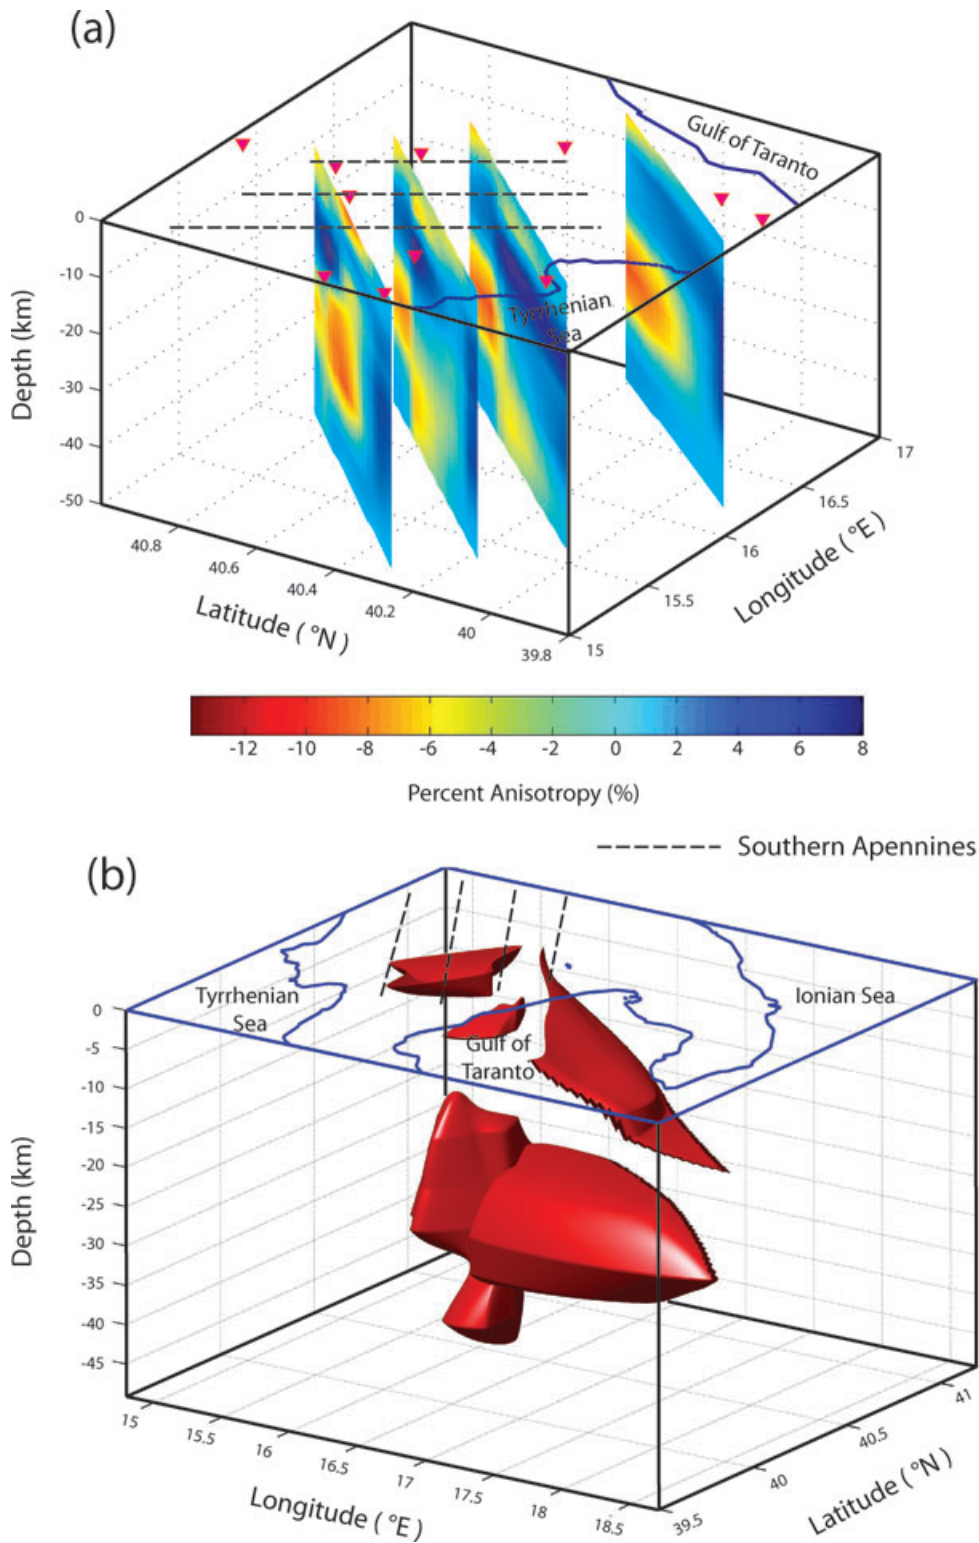 (a)
Gulf of Taranto
Tyrrhenian
Sea
0
-10
-20
-30
-40
-50
Depth (km)
40.8
40.6
40.4
40.2
40
39.8
Latitude ( °N )
15
15.5
16
16.5
17
Longitude ( °E )
-12 -10 -8 -6 -4 -2 0 2 4 6 8
Percent Anisotropy (%)
Southern Apennines
(b)
Tyrrhenian
Sea
Ionian Sea
Gulf of
Taranto
0
-5
-10
-15
-20
-25
-30
-35
-40
-45
Depth (km)
15
15.5
16
16.5
17
17.5
18
18.5
Longitude ( °E )
39.5
40
40.5
41
Latitude ( °N )